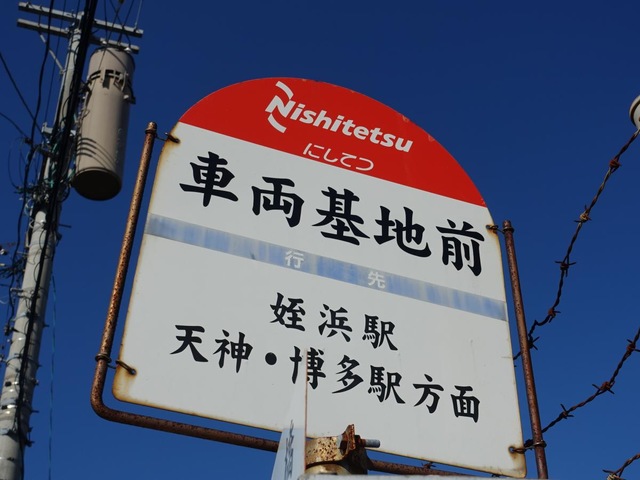 Nishitetsu
にしてつ
車両基地前
行先
姪浜駅
天神・博多駅方面